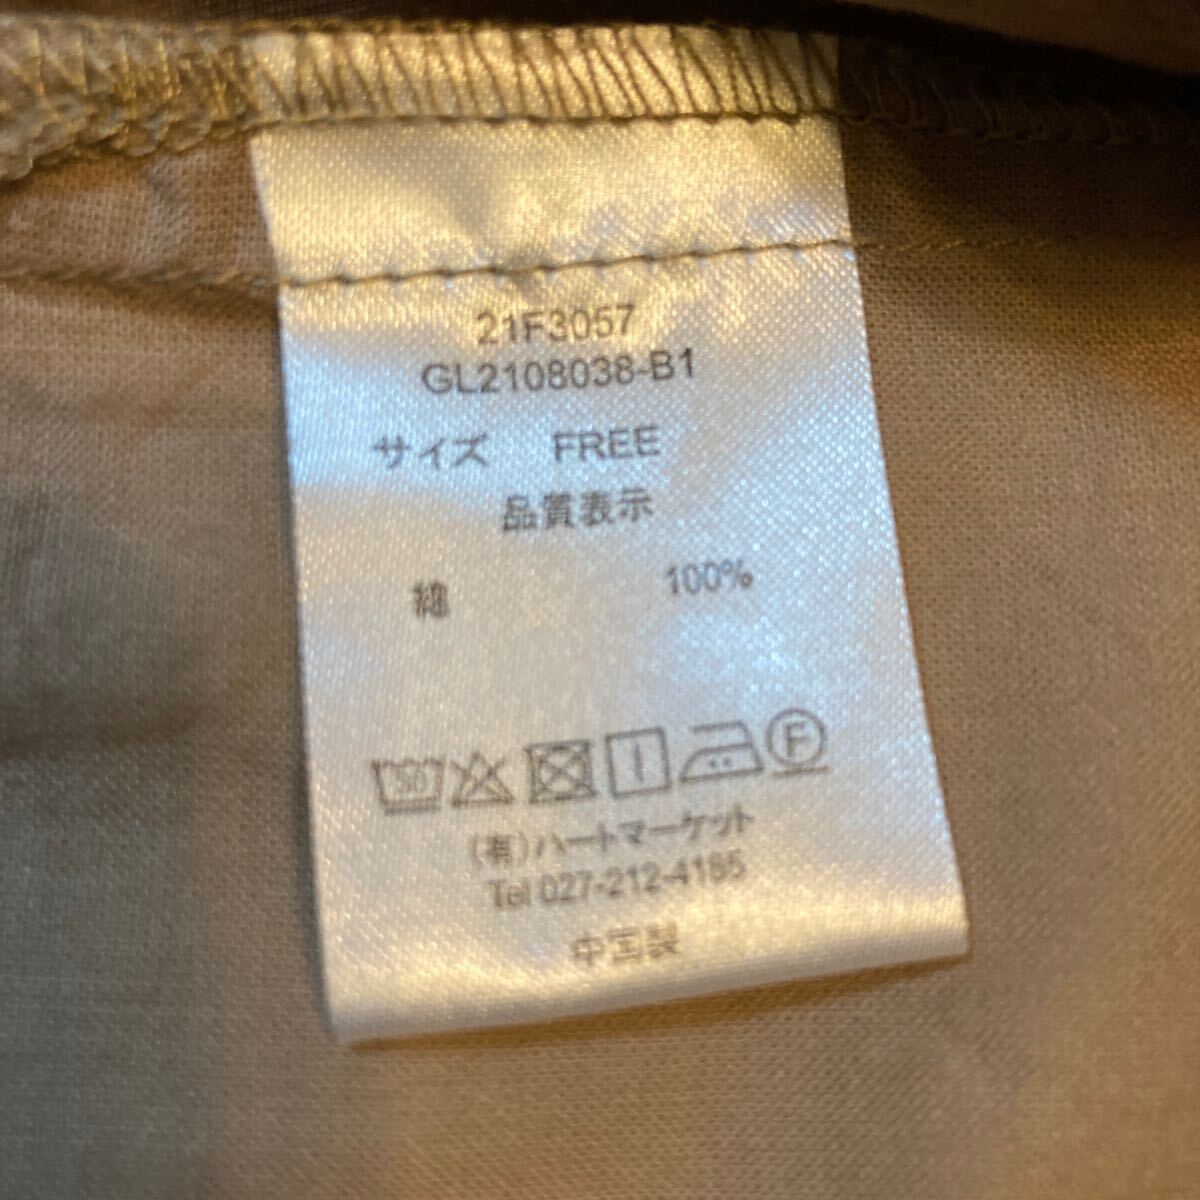 21F3057
GL2108038-B1
サイズ FREE
品質表示
綿 100%
F
(有)ハートマーケット
Tel 027-212-4165
中国製